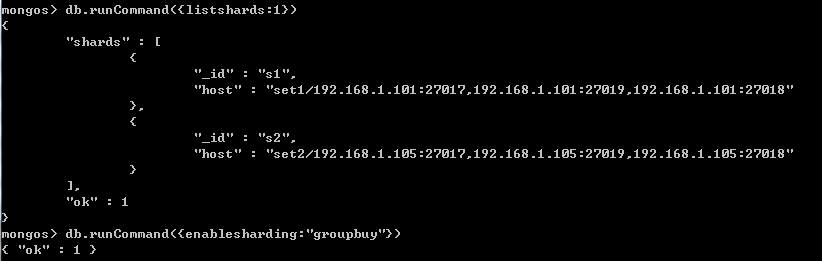 mongos> db.runCommand({listshards:1})
{
        "shards" : [
                {
                        "_id" : "s1",
                        "host" : "set1/192.168.1.101:27017,192.168.1.101:27019,192.168.1.101:27018"
                },
                {
                        "_id" : "s2",
                        "host" : "set2/192.168.1.105:27017,192.168.1.105:27019,192.168.1.105:27018"
                }
        ],
        "ok" : 1
}
mongos> db.runCommand({enablesharding:"groupbuy"})
{ "ok" : 1 }